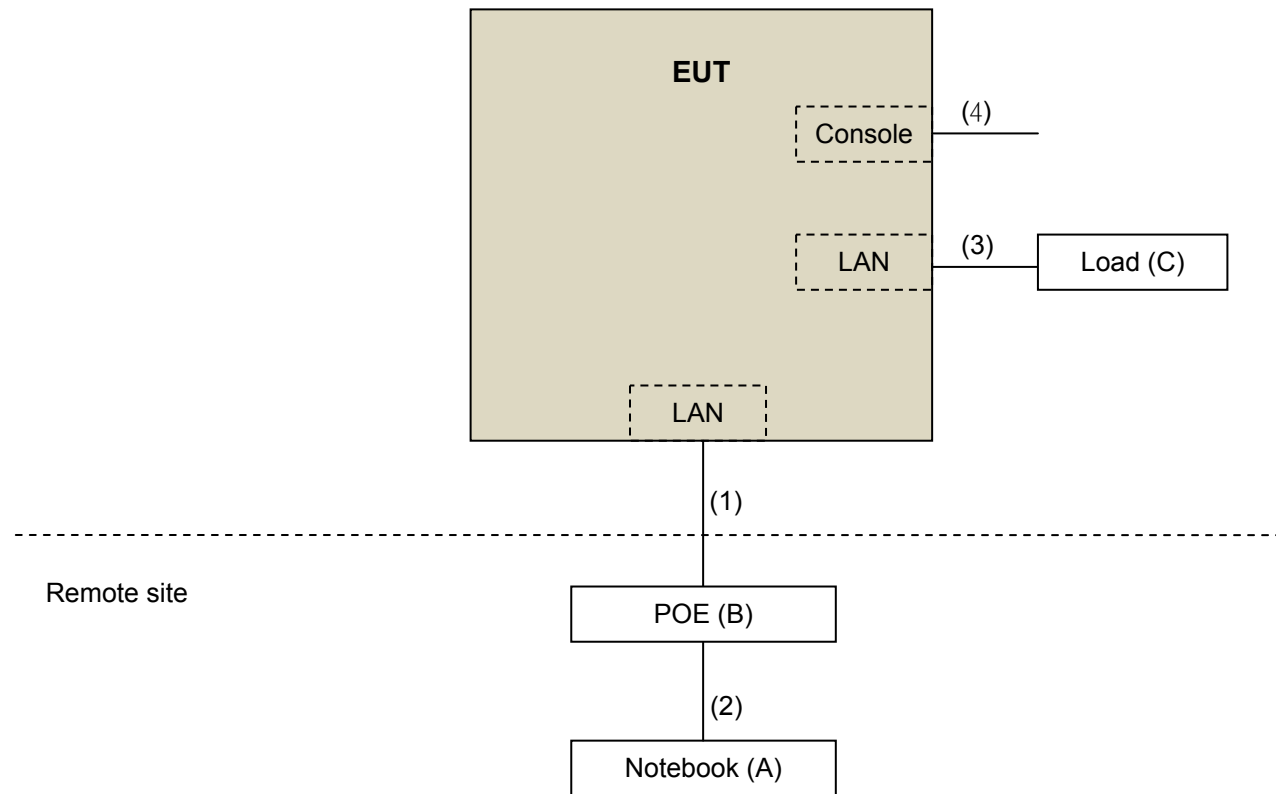 EUT
Console
(4)
LAN
(3)
Load (C)
LAN
(1)
Remote site
POE (B)
(2)
Notebook (A)